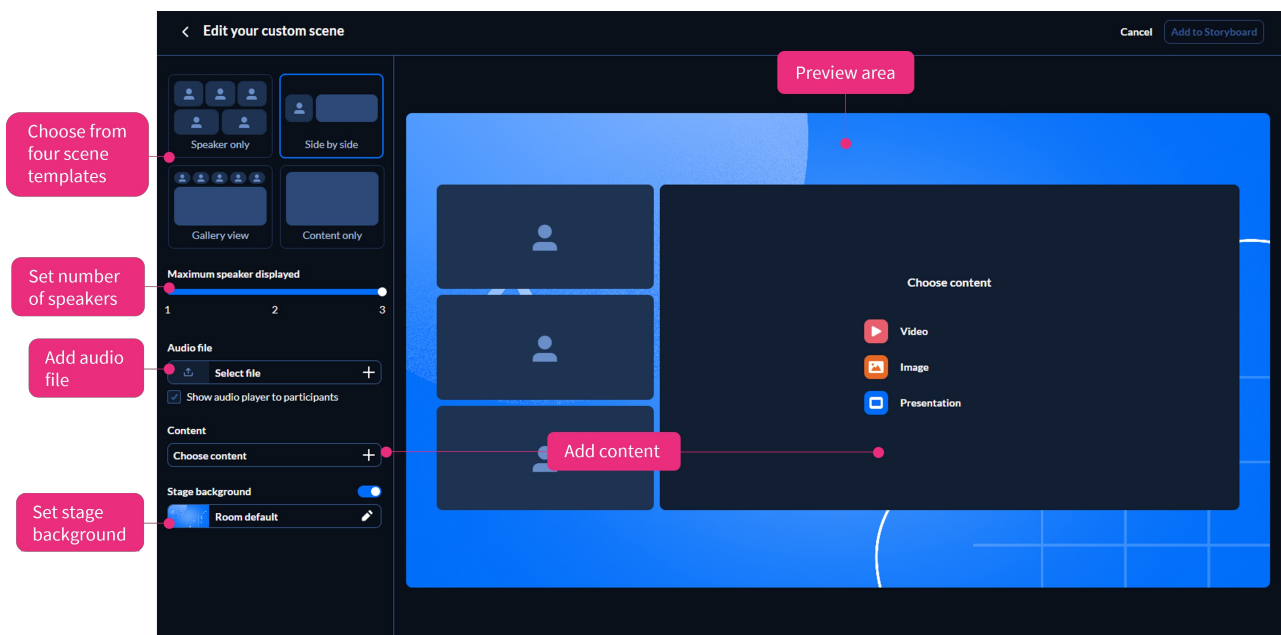 Edit your custom scene
Cancel
Add to Storyboard
Preview area
Choose from
four scene
templates
Speaker only
Side by side
Gallery view
Content only
Set number
of speakers
Maximum speaker displayed
1 2 3
Add audio
file
Audio file
Select file
Show audio player to participants
Content
Choose content
Add content
Set stage
background
Stage background
Room default
Choose content
Video
Image
Presentation